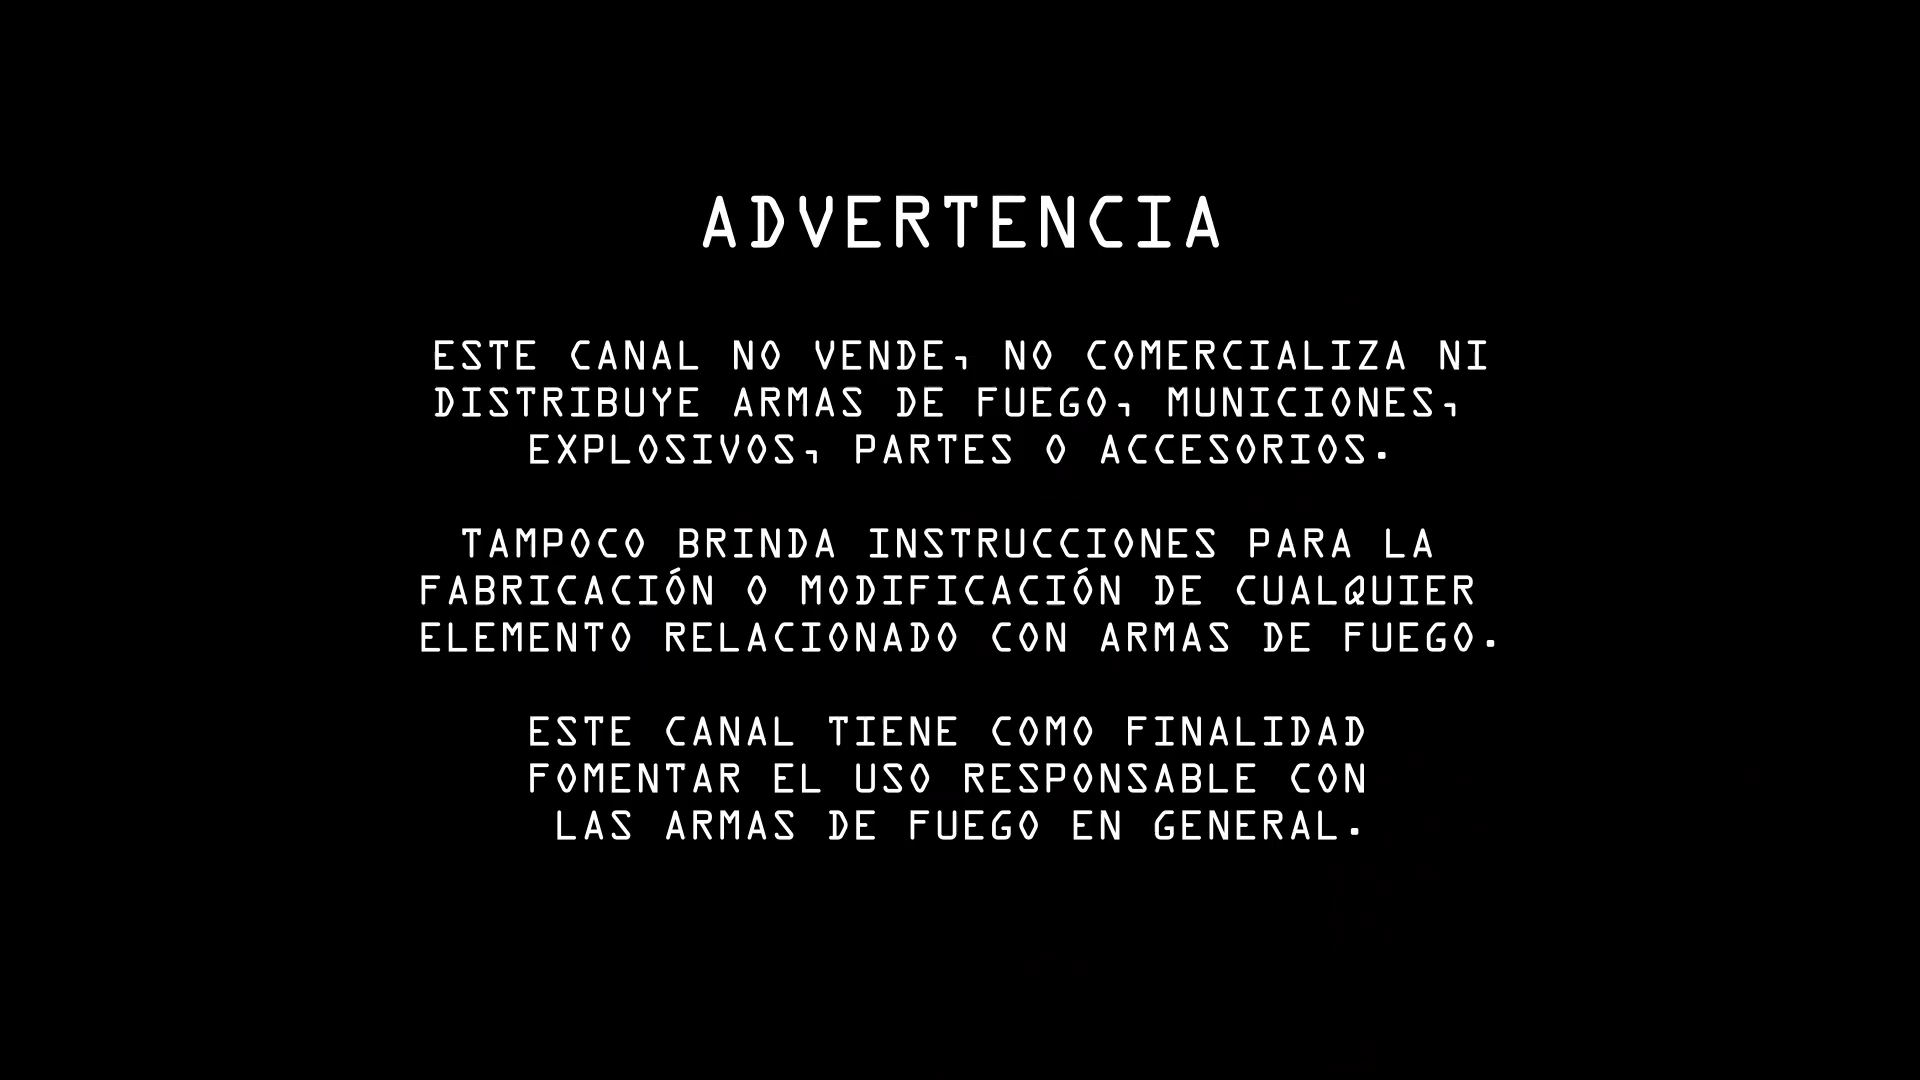 ADVERTENCIA
ESTE CANAL NO VENDE, NO COMERCIALIZA NI
DISTRIBUYE ARMAS DE FUEGO, MUNICIONES,
EXPLOSIVOS, PARTES O ACCESORIOS.
TAMPOCO BRINDA INSTRUCCIONES PARA LA
FABRICACIÓN O MODIFICACIÓN DE CUALQUIER
ELEMENTO RELACIONADO CON ARMAS DE FUEGO.
ESTE CANAL TIENE COMO FINALIDAD
FOMENTAR EL USO RESPONSABLE CON
LAS ARMAS DE FUEGO EN GENERAL.